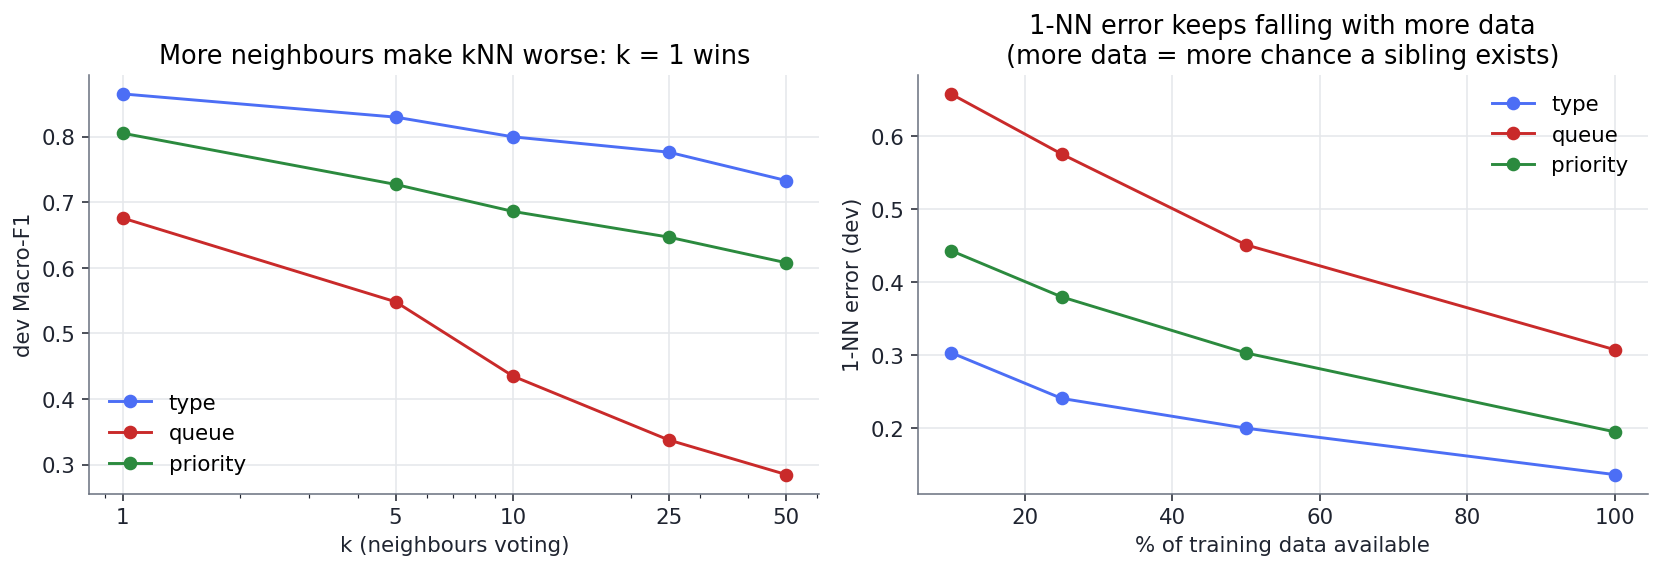 More neighbours make kNN worse: k = 1 wins
dev Macro-F1
0.8
0.7
0.6
0.5
0.4
0.3
type
queue
priority
1
5
10
25
50
k (neighbours voting)
1-NN error keeps falling with more data
(more data = more chance a sibling exists)
1-NN error (dev)
0.6
0.5
0.4
0.3
0.2
type
queue
priority
20
40
60
80
100
% of training data available